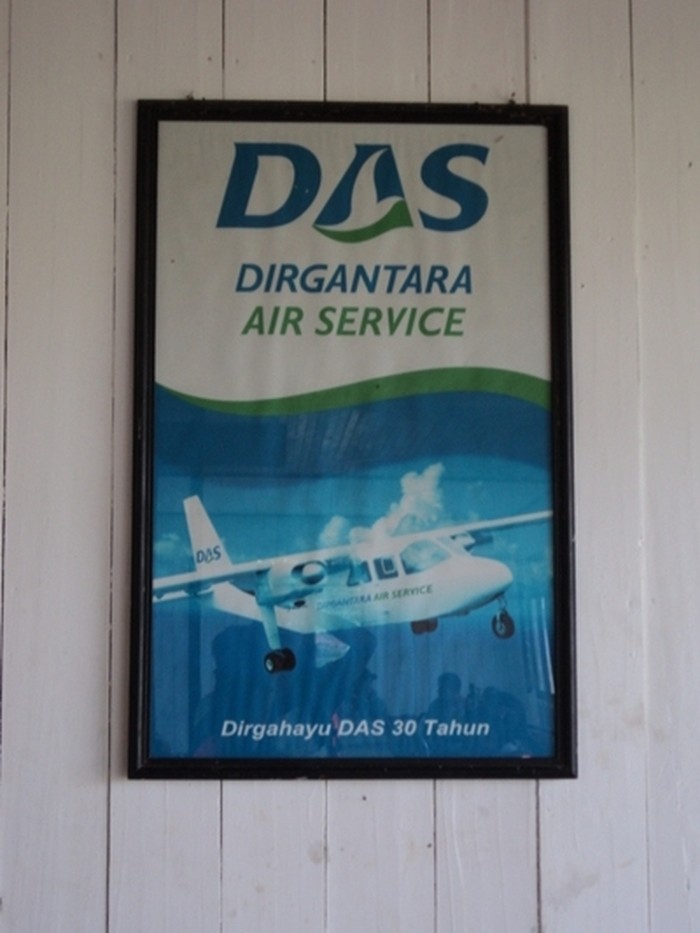 DAS
DIRGANTARA
AIR SERVICE
DAS
DIRGANTARA AIR SERVICE
Dirgahayu DAS 30 Tahun